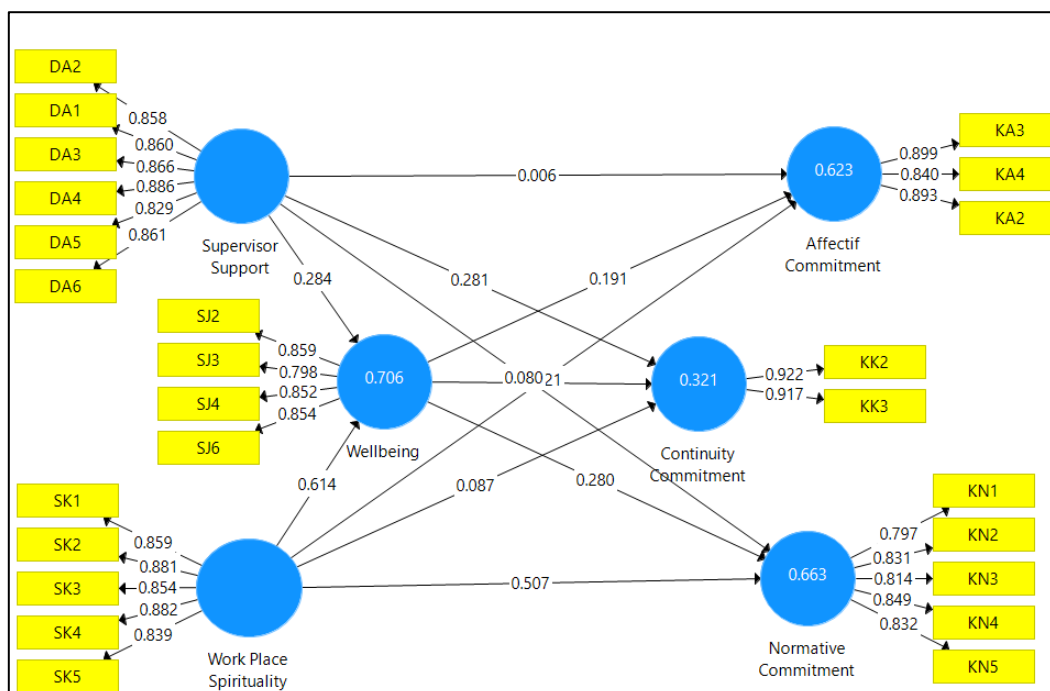 DA2
DA1
DA3
DA4
DA5
DA6
0.858
0.860
0.866
0.886
0.829
0.861
Supervisor
Support
0.006
0.623
Affectif
Commitment
0.899
0.840
0.893
KA3
KA4
KA2
0.284
0.281
0.191
SJ2
SJ3
SJ4
SJ6
0.859
0.798
0.852
0.854
0.706
Wellbeing
0.080
21
0.321
Continuity
Commitment
0.922
0.917
KK2
KK3
0.614
0.087
0.280
SK1
SK2
SK3
SK4
SK5
0.859
0.881
0.854
0.882
0.839
Work Place
Spirituality
0.507
0.663
Normative
Commitment
0.797
0.831
0.814
0.849
0.832
KN1
KN2
KN3
KN4
KN5